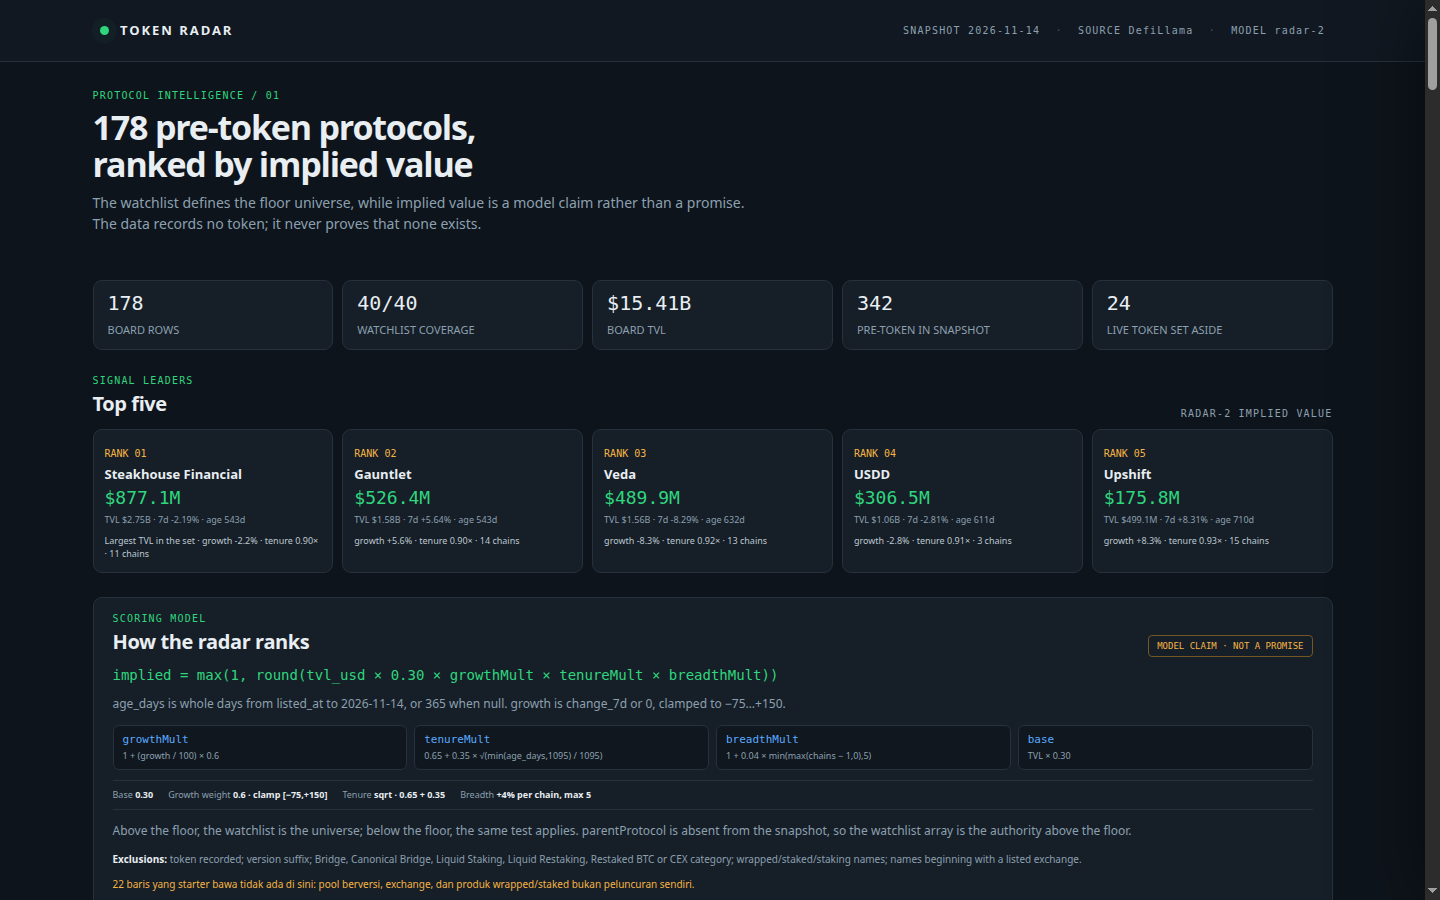 TOKEN RADAR
SNAPSHOT 2026-11-14 · SOURCE DefiLlama · MODEL radar-2
PROTOCOL INTELLIGENCE / 01
178 pre-token protocols,
ranked by implied value
The watchlist defines the floor universe, while implied value is a model claim rather than a promise.
The data records no token; it never proves that none exists.
178
BOARD ROWS
40/40
WATCHLIST COVERAGE
$15.41B
BOARD TVL
342
PRE-TOKEN IN SNAPSHOT
24
LIVE TOKEN SET ASIDE
SIGNAL LEADERS
Top five
RADAR-2 IMPLIED VALUE
RANK 01
Steakhouse Financial
$877.1M
TVL $2.75B · 7d -2.19% · age 543d
Largest TVL in the set · growth -2.2% · tenure 0.90×
· 11 chains
RANK 02
Gauntlet
$526.4M
TVL $1.58B · 7d +5.64% · age 543d
growth +5.6% · tenure 0.90× · 14 chains
RANK 03
Veda
$489.9M
TVL $1.56B · 7d -8.29% · age 632d
growth -8.3% · tenure 0.92× · 13 chains
RANK 04
USDD
$306.5M
TVL $1.06B · 7d -2.81% · age 611d
growth -2.8% · tenure 0.91× · 3 chains
RANK 05
Upshift
$175.8M
TVL $499.1M · 7d +8.31% · age 710d
growth +8.3% · tenure 0.93× · 15 chains
SCORING MODEL
How the radar ranks
MODEL CLAIM · NOT A PROMISE
implied = max(1, round(tvl_usd × 0.30 × growthMult × tenureMult × breadthMult))
age_days is whole days from listed_at to 2026-11-14, or 365 when null. growth is change_7d or 0, clamped to −75…+150.
growthMult
1 + (growth / 100) × 0.6
tenureMult
0.65 + 0.35 × √(min(age_days,1095) / 1095)
breadthMult
1 + 0.04 × min(max(chains − 1,0),5)
base
TVL × 0.30
Base 0.30 Growth weight 0.6 · clamp [−75,+150] Tenure sqrt · 0.65 + 0.35 Breadth +4% per chain, max 5
Above the floor, the watchlist is the universe; below the floor, the same test applies. parentProtocol is absent from the snapshot, so the watchlist array is the authority above the floor.
Exclusions: token recorded; version suffix; Bridge, Canonical Bridge, Liquid Staking, Liquid Restaking, Restaked BTC or CEX category; wrapped/staked/staking names; names beginning with a listed exchange.
22 baris yang starter bawa tidak ada di sini: pool berversi, exchange, dan produk wrapped/staked bukan peluncuran sendiri.